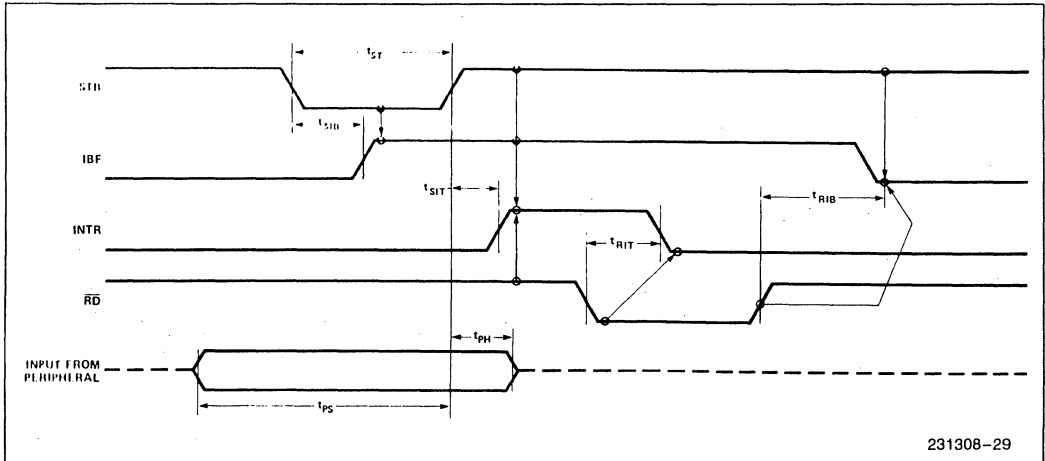 tST
STB
tSIB
IBF
tSIT
tRIB
INTR
tRIT
RD
tPH
INPUT FROM
PERIPHERAL
tPS
231308–29